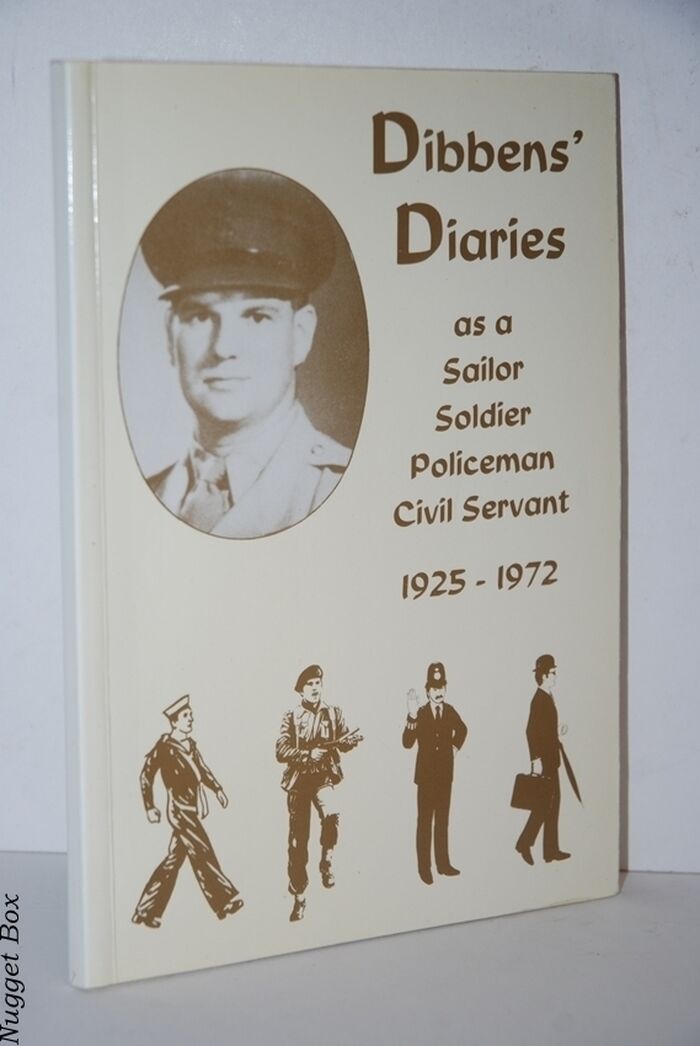 Dibbens'
Diaries
as a
Sailor
Soldier
Policeman
Civil Servant
1925 - 1972
Nugget Box